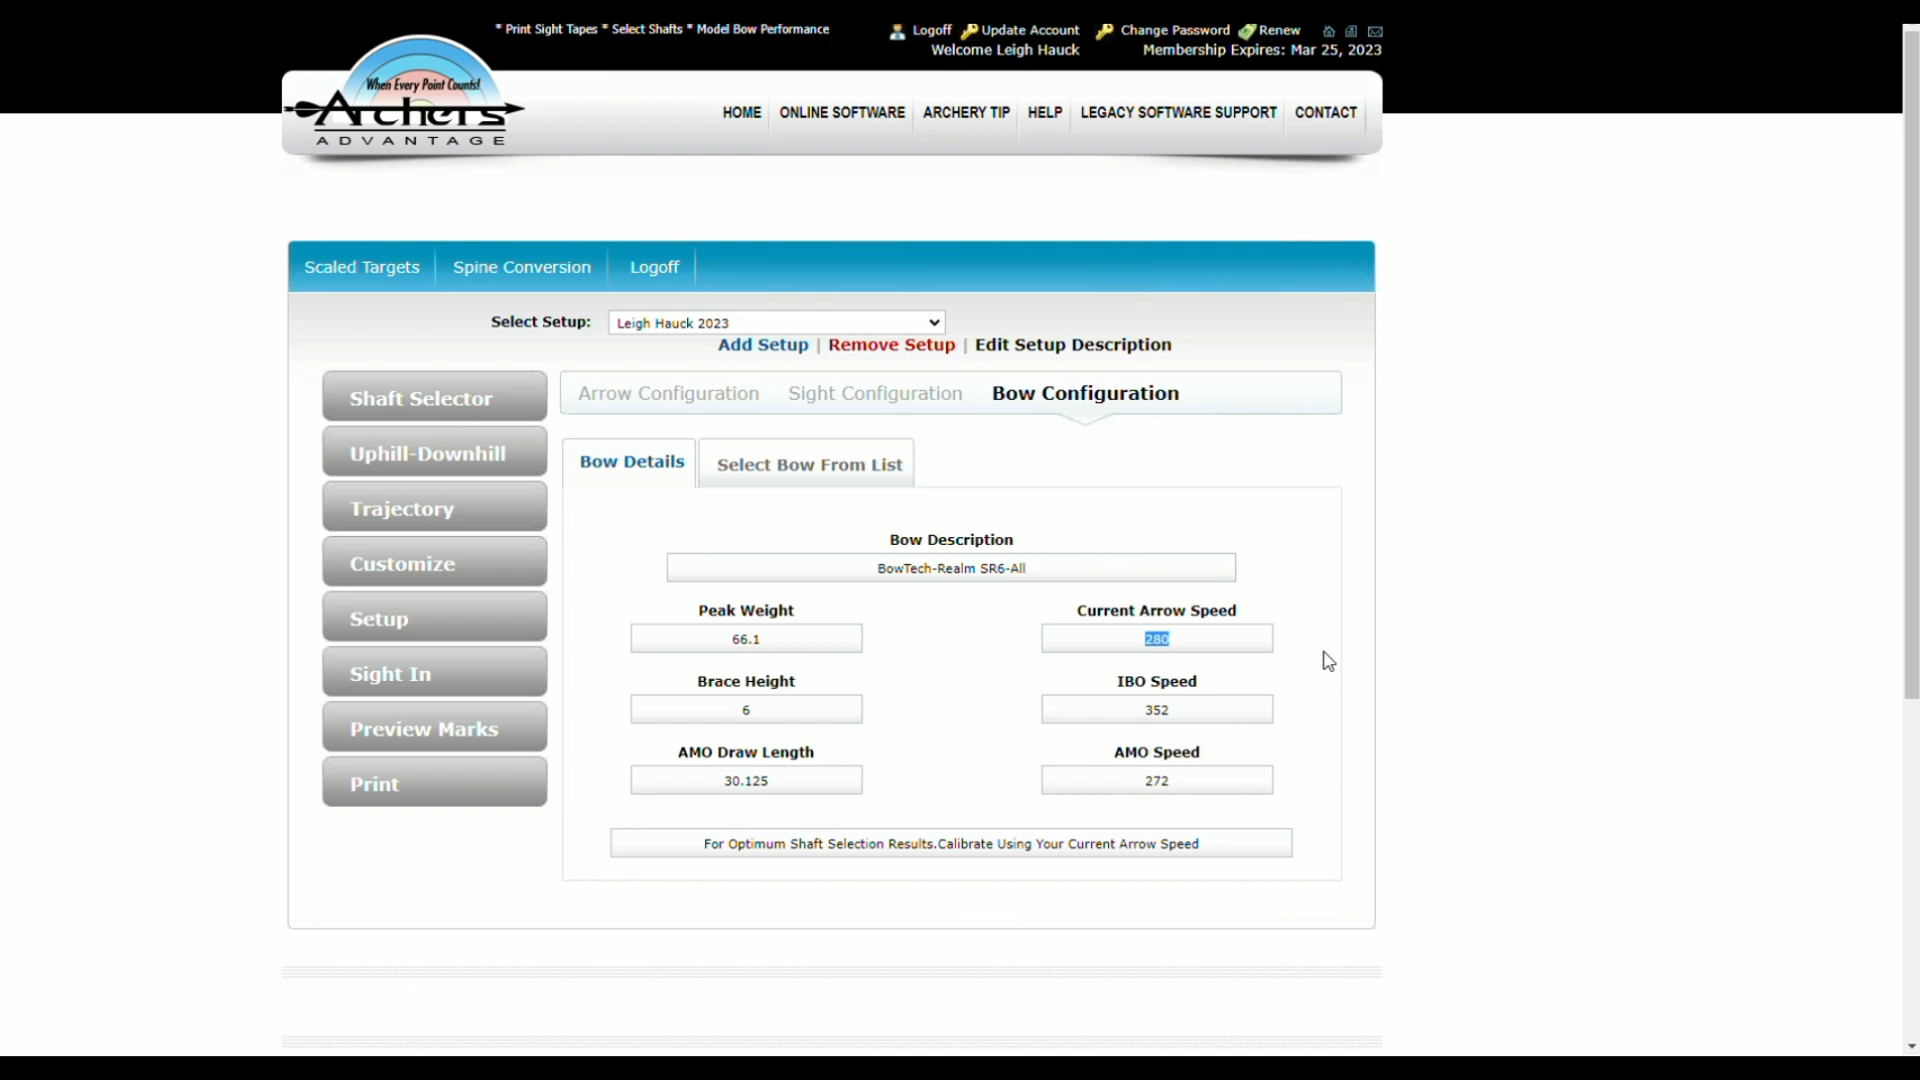 * Print Sight Tapes * Select Shafts * Model Bow Performance
Logoff Update Account Change Password Renew
Welcome Leigh Hauck Membership Expires: Mar 25, 2023
When Every Point Counts!
Archer's
ADVANTAGE
HOME ONLINE SOFTWARE ARCHERY TIP HELP LEGACY SOFTWARE SUPPORT CONTACT
Scaled Targets Spine Conversion Logoff
Select Setup: Leigh Hauck 2023
Add Setup | Remove Setup | Edit Setup Description
Shaft Selector
Uphill-Downhill
Trajectory
Customize
Setup
Sight In
Preview Marks
Print
Arrow Configuration Sight Configuration Bow Configuration
Bow Details Select Bow From List
Bow Description
BowTech-Realm SR6-All
Peak Weight Current Arrow Speed
66.1 280
Brace Height IBO Speed
6 352
AMO Draw Length AMO Speed
30.125 272
For Optimum Shaft Selection Results.Calibrate Using Your Current Arrow Speed